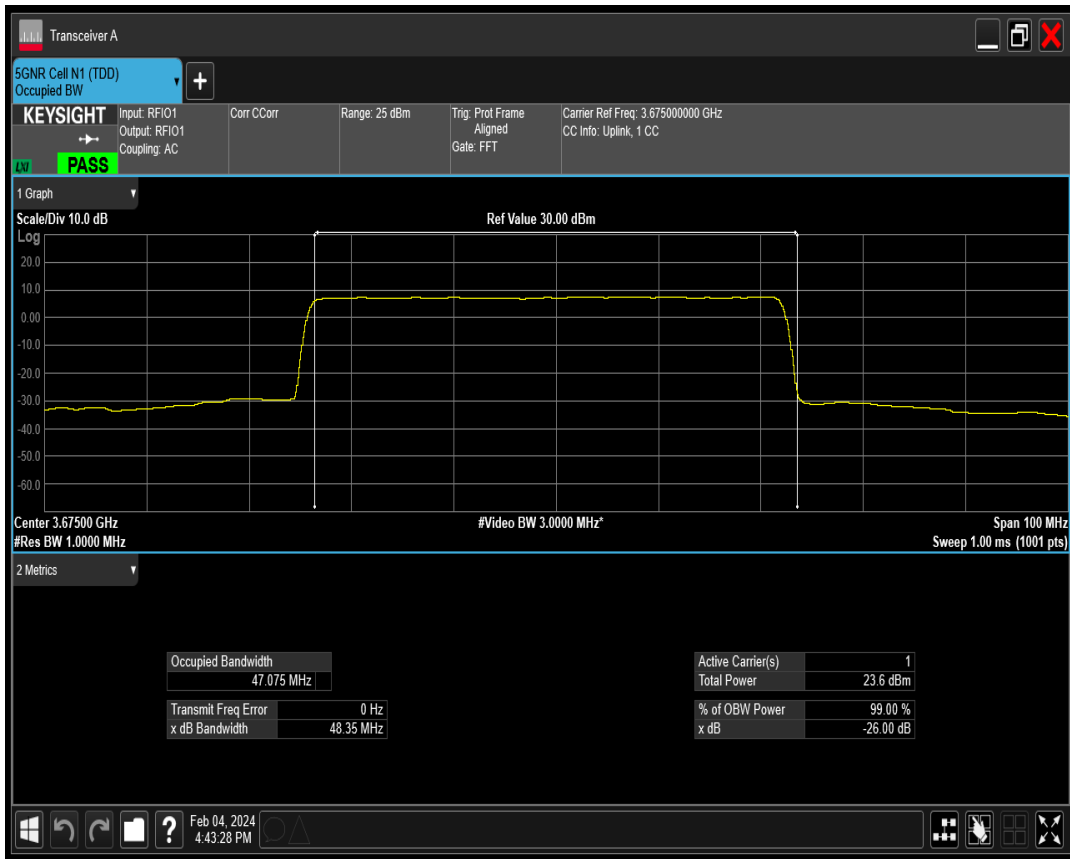 Transceiver A
5GNR Cell N1 (TDD)
Occupied BW
+
KEYSIGHT
LXI
PASS
Input: RFIO1
Output: RFIO1
Coupling: AC
Corr CCorr
Range: 25 dBm
Trig: Prot Frame
Aligned
Gate: FFT
Carrier Ref Freq: 3.675000000 GHz
CC Info: Uplink, 1 CC
1 Graph
Scale/Div 10.0 dB
Ref Value 30.00 dBm
Log
20.0
10.0
0.00
-10.0
-20.0
-30.0
-40.0
-50.0
-60.0
Center 3.67500 GHz
#Video BW 3.0000 MHz*
Span 100 MHz
#Res BW 1.0000 MHz
Sweep 1.00 ms (1001 pts)
2 Metrics
Occupied Bandwidth
47.075 MHz
Transmit Freq Error 0 Hz
x dB Bandwidth 48.35 MHz
Active Carrier(s) 1
Total Power 23.6 dBm
% of OBW Power 99.00 %
x dB -26.00 dB
?
Feb 04, 2024
4:43:28 PM